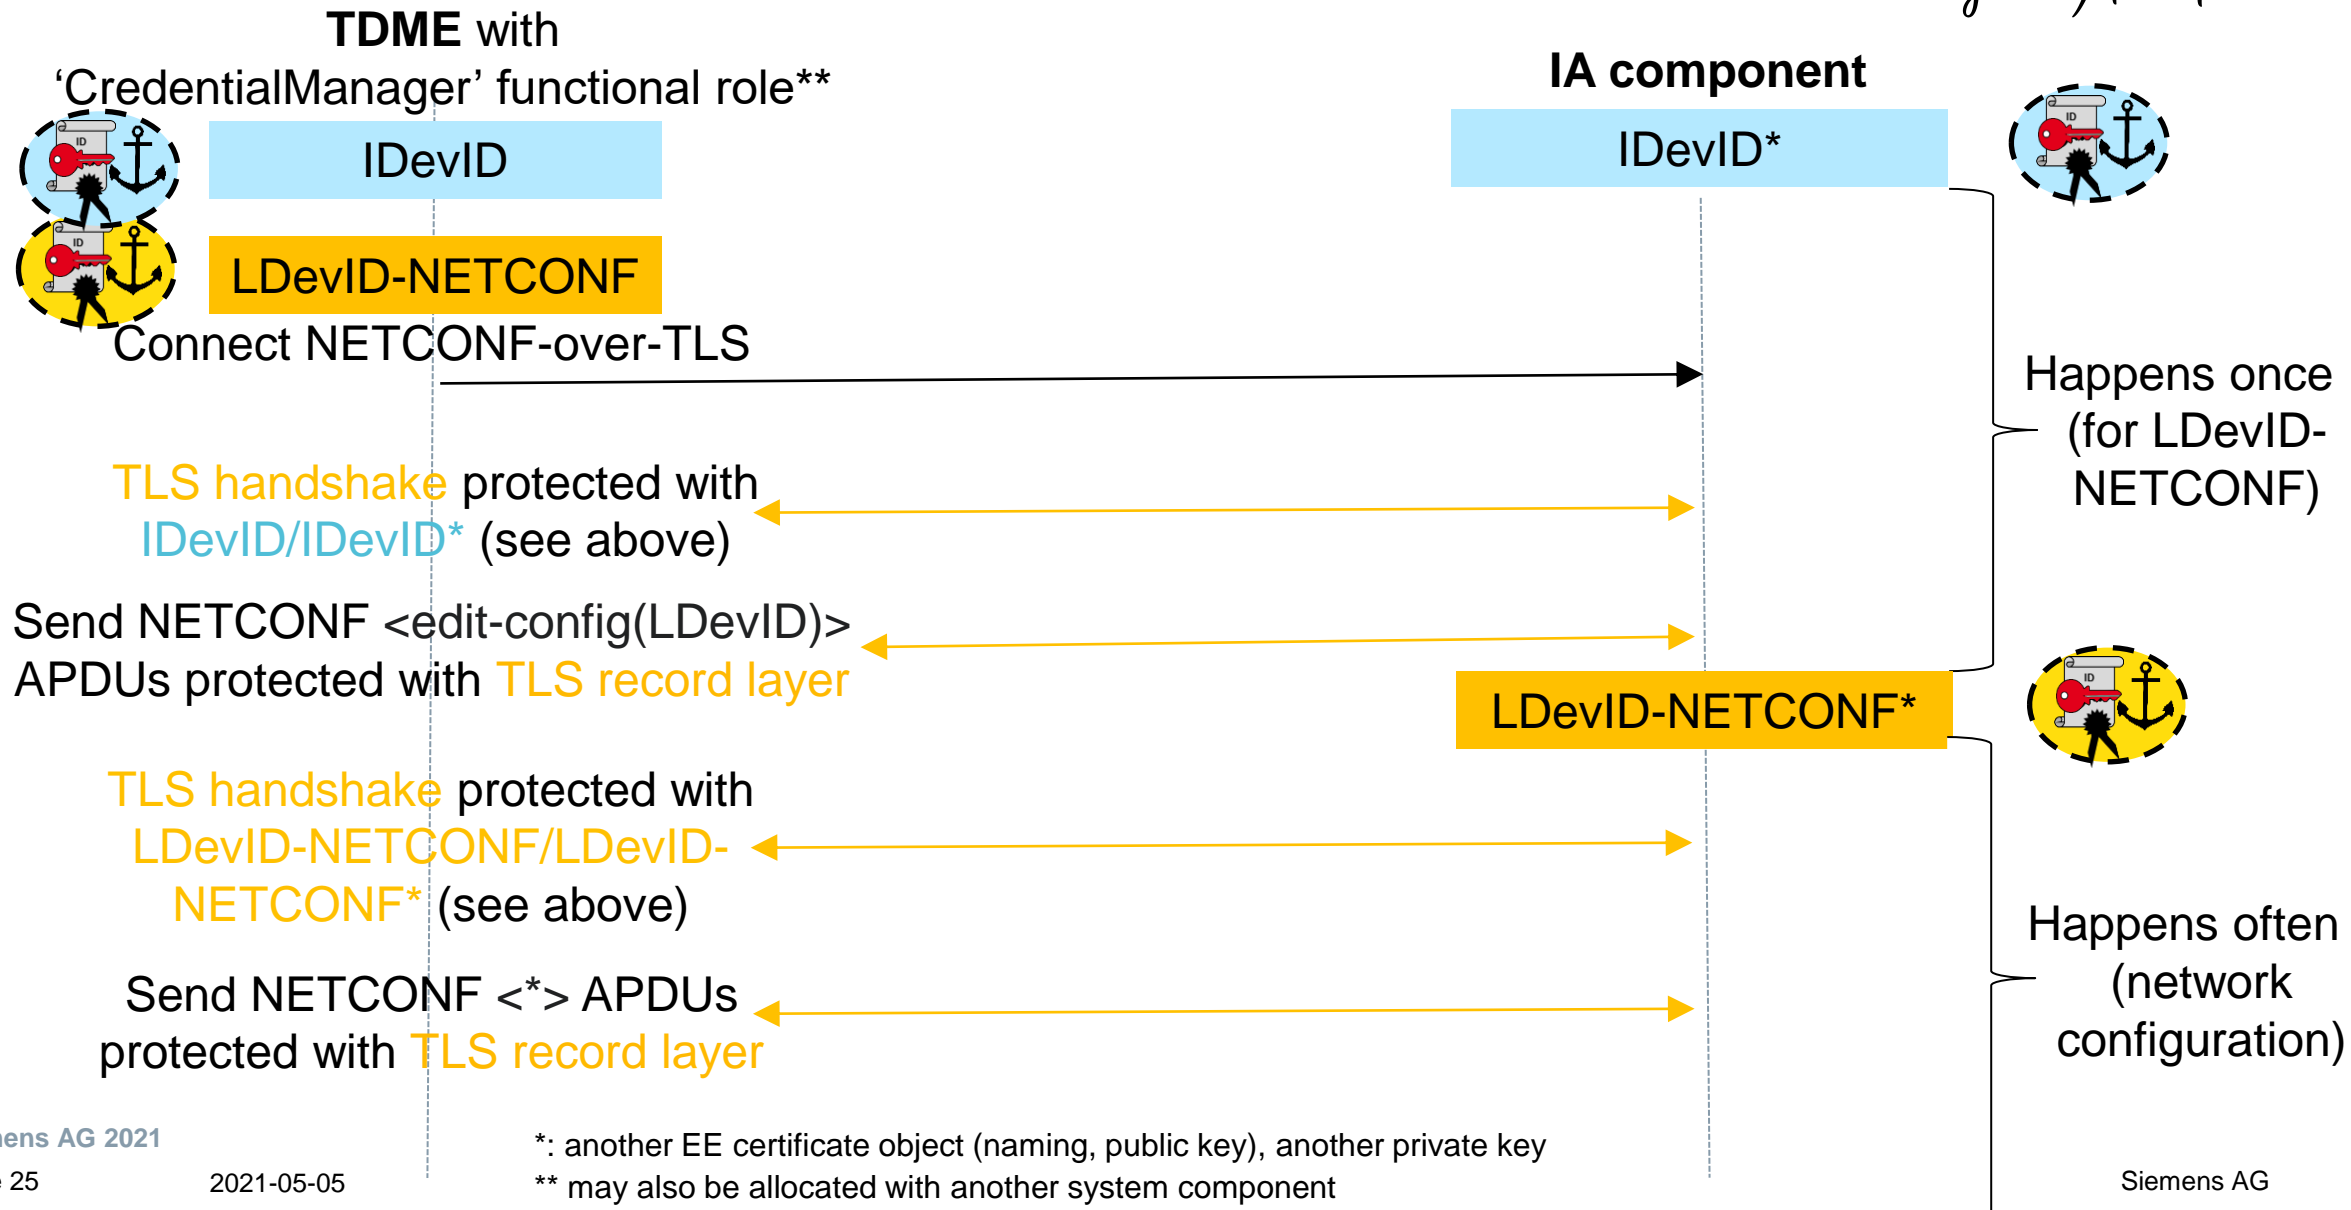 TDME with
‘CredentialManager’ functional role**
IA component
IDevID
IDevID*
LDevID-NETCONF
Connect NETCONF-over-TLS
Happens once
(for LDevID-
NETCONF)
TLS handshake protected with
IDevID/IDevID* (see above)
Send NETCONF <edit-config(LDevID)>
APDUs protected with TLS record layer
LDevID-NETCONF*
TLS handshake protected with
LDevID-NETCONF/LDevID-
NETCONF* (see above)
Happens often
(network
configuration)
Send NETCONF <*> APDUs
protected with TLS record layer
ID
ID
ID
ID
AG 2021
25
2021-05-05
*: another EE certificate object (naming, public key), another private key
** may also be allocated with another system component
Siemens AG